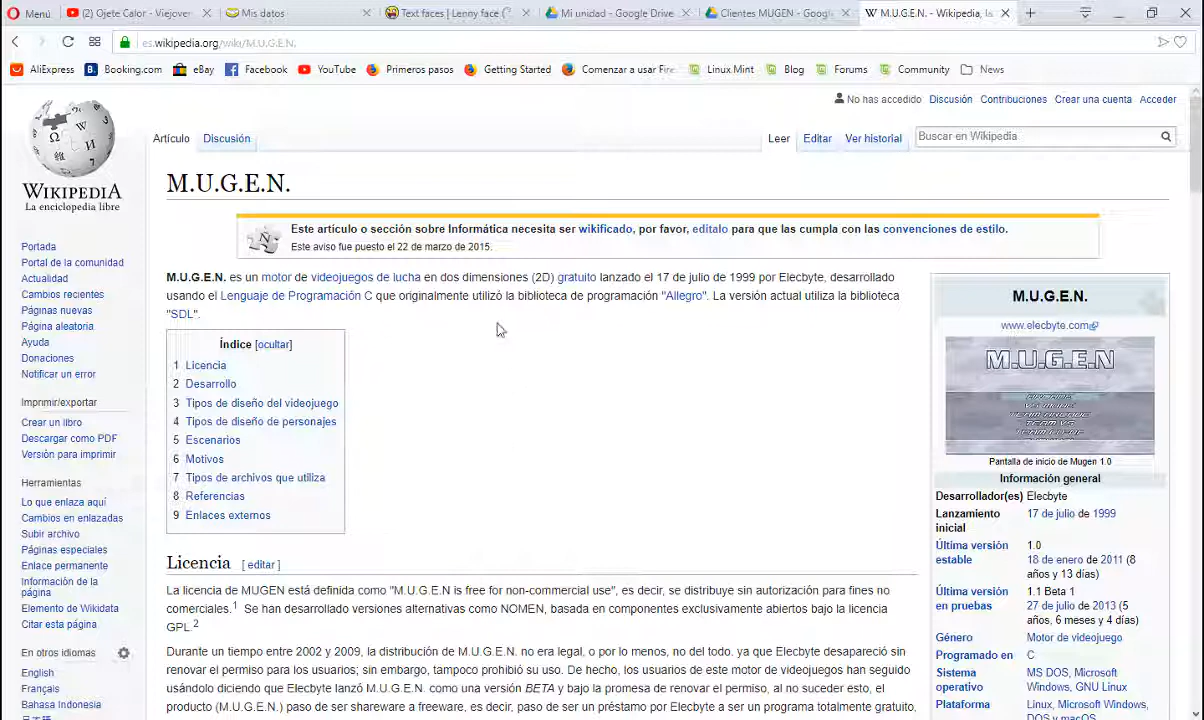 Menú
(2) Ojete Calor - Viejover
Mis datos
Text faces | Lenny face
Mi unidad - Google Drive
Clientes MUGEN - Googl
W M.U.G.E.N. - Wikipedia, la
es.wikipedia.org/wiki/M.U.G.E.N.
AliExpress
Booking.com
eBay
Facebook
YouTube
Primeros pasos
Getting Started
Comenzar a usar Fire
Linux Mint
Blog
Forums
Community
News
No has accedido Discusión Contribuciones Crear una cuenta Acceder
Artículo Discusión
Leer Editar Ver historial
Buscar en Wikipedia
WIKIPEDIA
La enciclopedia libre
Portada
Portal de la comunidad
Actualidad
Cambios recientes
Páginas nuevas
Página aleatoria
Ayuda
Donaciones
Notificar un error
Imprimir/exportar
Crear un libro
Descargar como PDF
Versión para imprimir
Herramientas
Lo que enlaza aquí
Cambios en enlazadas
Subir archivo
Páginas especiales
Enlace permanente
Información de la
página
Elemento de Wikidata
Citar esta página
En otros idiomas
English
Français
Bahasa Indonesia
日本語
M.U.G.E.N.
Este artículo o sección sobre Informática necesita ser wikificado, por favor, edítalo para que las cumpla con las convenciones de estilo.
Este aviso fue puesto el 22 de marzo de 2015.
M.U.G.E.N. es un motor de videojuegos de lucha en dos dimensiones (2D) gratuito lanzado el 17 de julio de 1999 por Elecbyte, desarrollado
usando el Lenguaje de Programación C que originalmente utilizó la biblioteca de programación "Allegro". La versión actual utiliza la biblioteca
"SDL".
Índice [ocultar]
1 Licencia
2 Desarrollo
3 Tipos de diseño del videojuego
4 Tipos de diseño de personajes
5 Escenarios
6 Motivos
7 Tipos de archivos que utiliza
8 Referencias
9 Enlaces externos
Licencia [ editar ]
La licencia de MUGEN está definida como "M.U.G.E.N is free for non-commercial use", es decir, se distribuye sin autorización para fines no
comerciales.1 Se han desarrollado versiones alternativas como NOMEN, basada en componentes exclusivamente abiertos bajo la licencia
GPL.2
Durante un tiempo entre 2002 y 2009, la distribución de M.U.G.E.N. no era legal, o por lo menos, no del todo. ya que Elecbyte desapareció sin
renovar el permiso para los usuarios; sin embargo, tampoco prohibió su uso. De hecho, los usuarios de este motor de videojuegos han seguido
usándolo diciendo que Elecbyte lanzó M.U.G.E.N. como una versión BETA y bajo la promesa de renovar el permiso, al no suceder esto, el
producto (M.U.G.E.N.) paso de ser shareware a freeware, es decir, paso de ser un préstamo por Elecbyte a ser un programa totalmente gratuito,
M.U.G.E.N.
www.elecbyte.com
M.U.G.E.N
Pantalla de inicio de Mugen 1.0
Información general
Desarrollador(es) Elecbyte
Lanzamiento inicial 17 de julio de 1999
Última versión estable 1.0
18 de enero de 2011 (8
años y 13 días)
Última versión en pruebas 1.1 Beta 1
27 de julio de 2013 (5
años, 6 meses y 4 días)
Género Motor de videojuego
Programado en C
Sistema operativo MS DOS, Microsoft
Windows, GNU Linux
Plataforma Linux, Microsoft Windows,
DOS y macOS